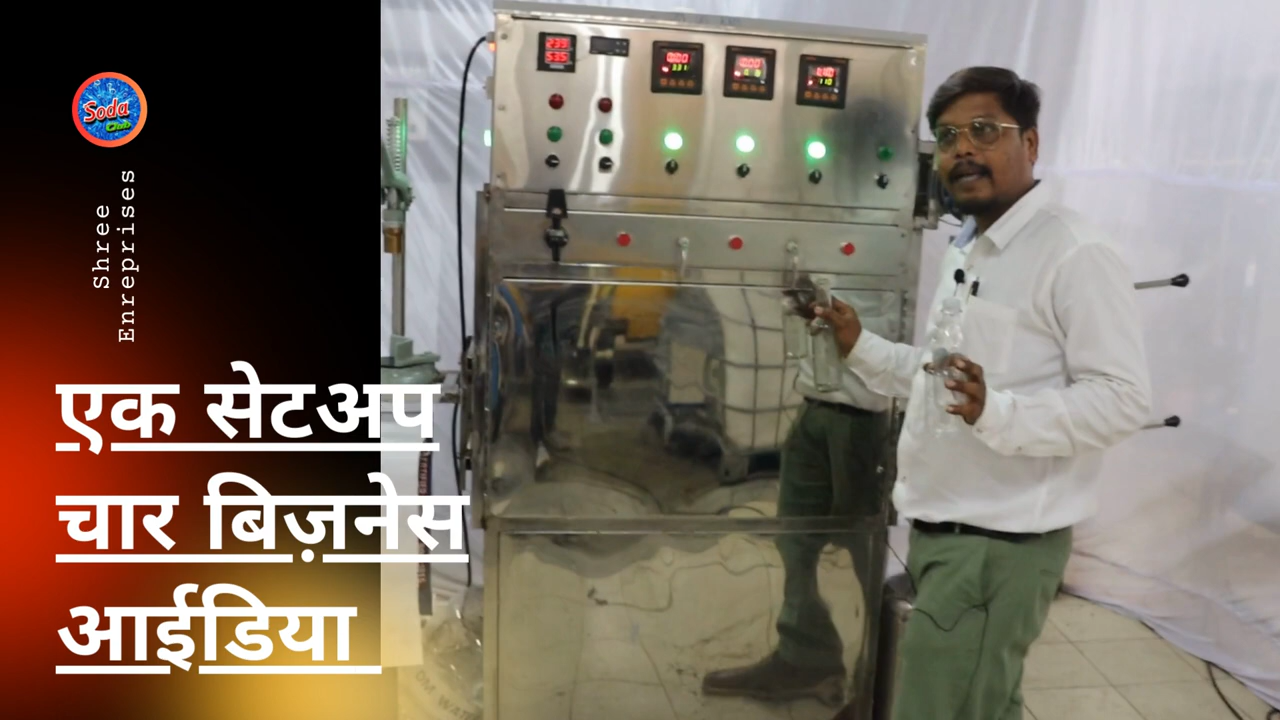 Soda
Shree
Enreprises
एक सेटअप
चार बिज़नेस
आईडिया